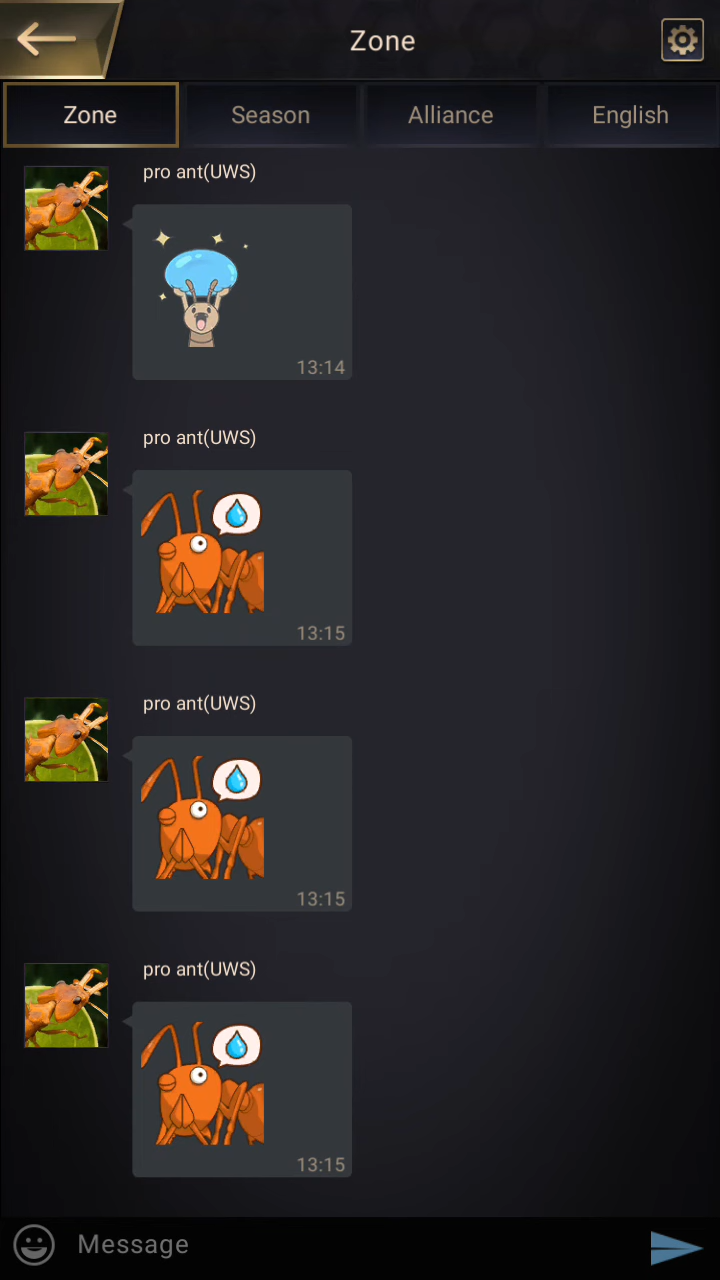 Zone
Zone
Season
Alliance
English
pro ant(UWS)
13:14
pro ant(UWS)
13:15
pro ant(UWS)
13:15
pro ant(UWS)
13:15
Message